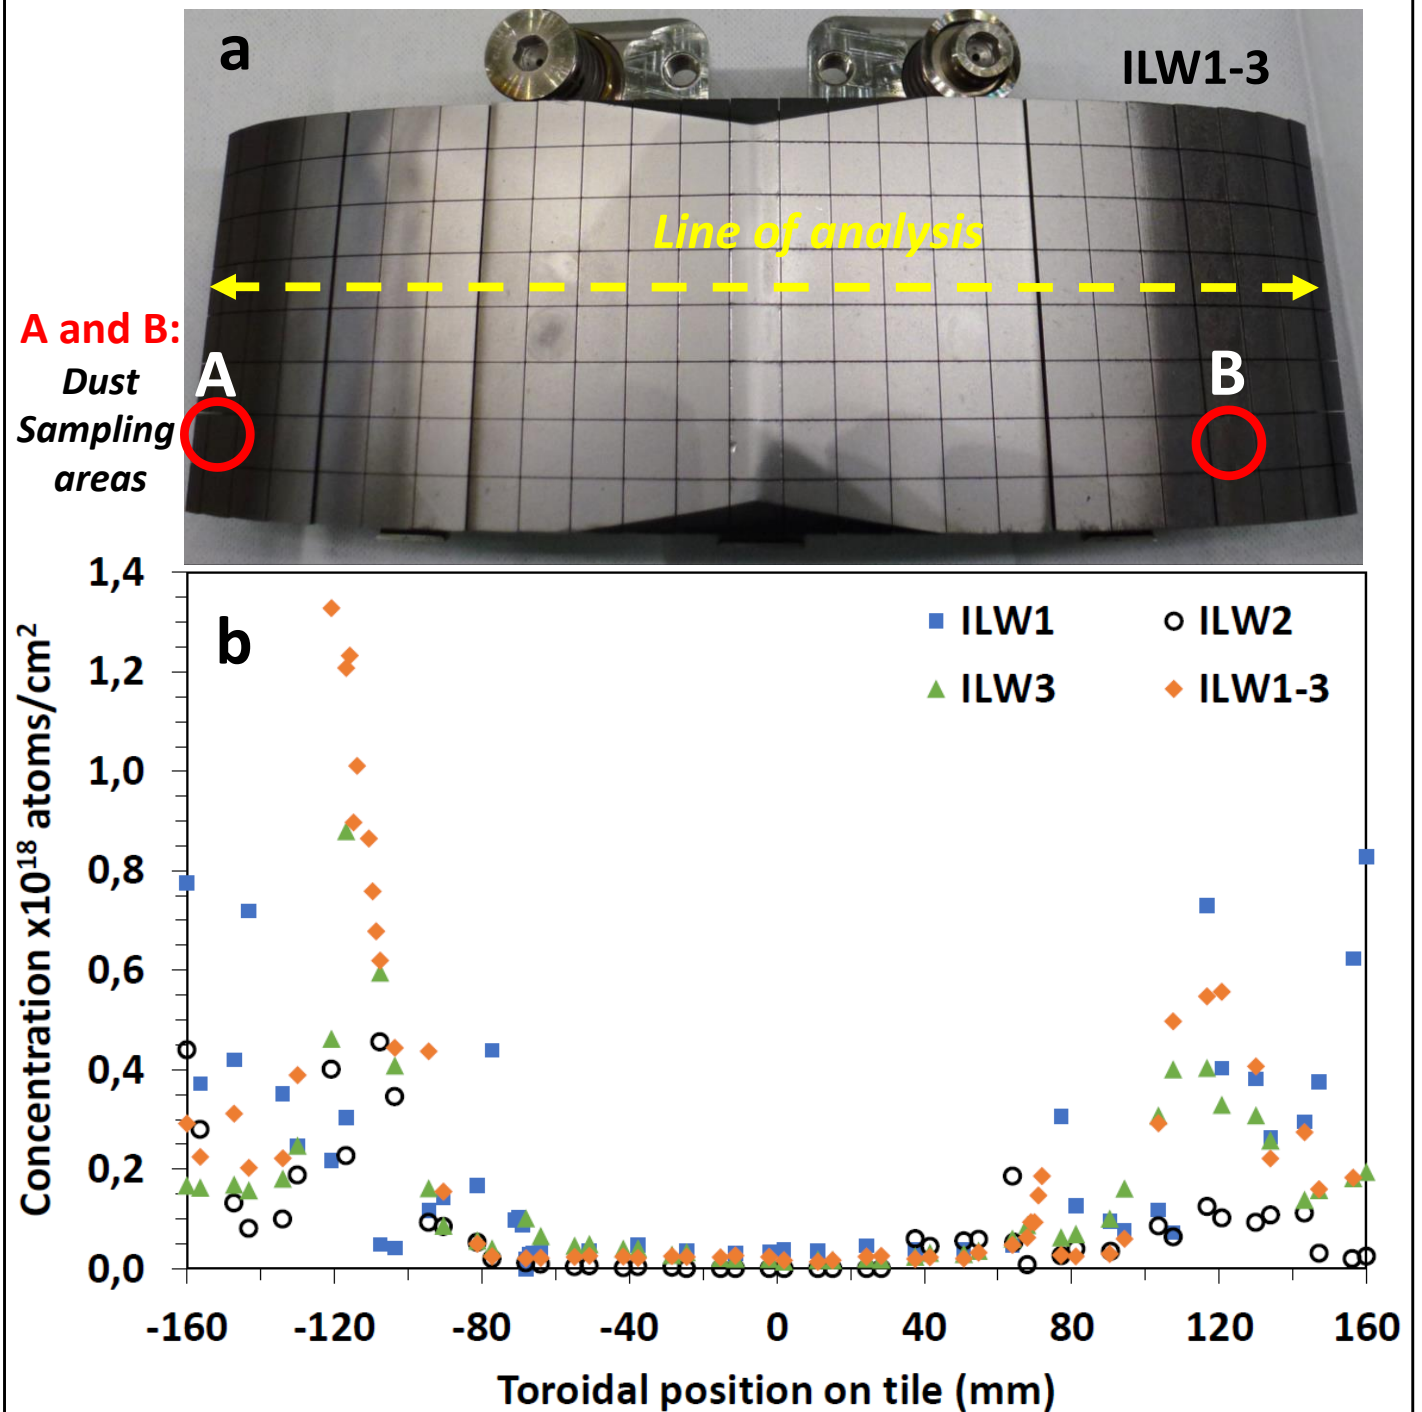 a
ILW1-3
Line of analysis
A and B:
Dust
Sampling
areas
A
B
b
ILW1
ILW2
ILW3
ILW1-3
Concentration x10¹⁸ atoms/cm²
1,4
1,2
1,0
0,8
0,6
0,4
0,2
0,0
-160 -120 -80 -40 0 40 80 120 160
Toroidal position on tile (mm)